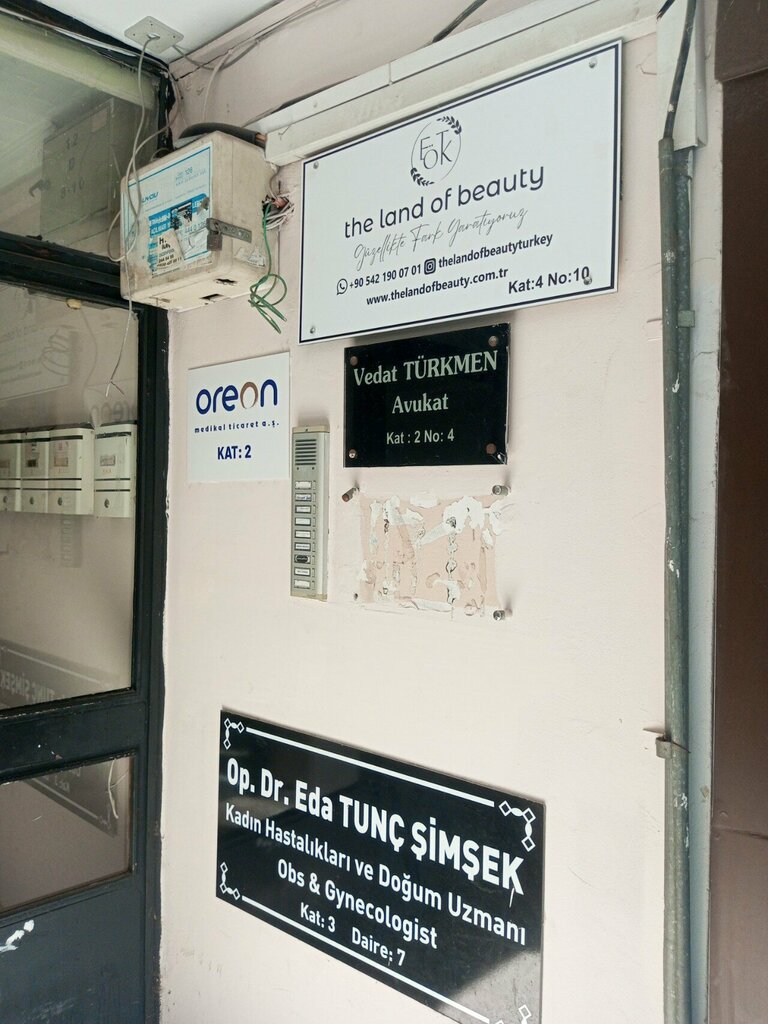 EÖTK
the land of beauty
Güzellikte Fark Yaratıyoruz
+90 542 190 07 01 thelandofbeautyturkey
www.thelandofbeauty.com.tr
Kat:4 No:10
oreon
medikal ticaret a.ş.
KAT: 2
Vedat TÜRKMEN
Avukat
Kat : 2 No: 4
Op. Dr. Eda TUNÇ ŞİMŞEK
Kadın Hastalıkları ve Doğum Uzmanı
Obs & Gynecologist
Kat: 3 Daire: 7